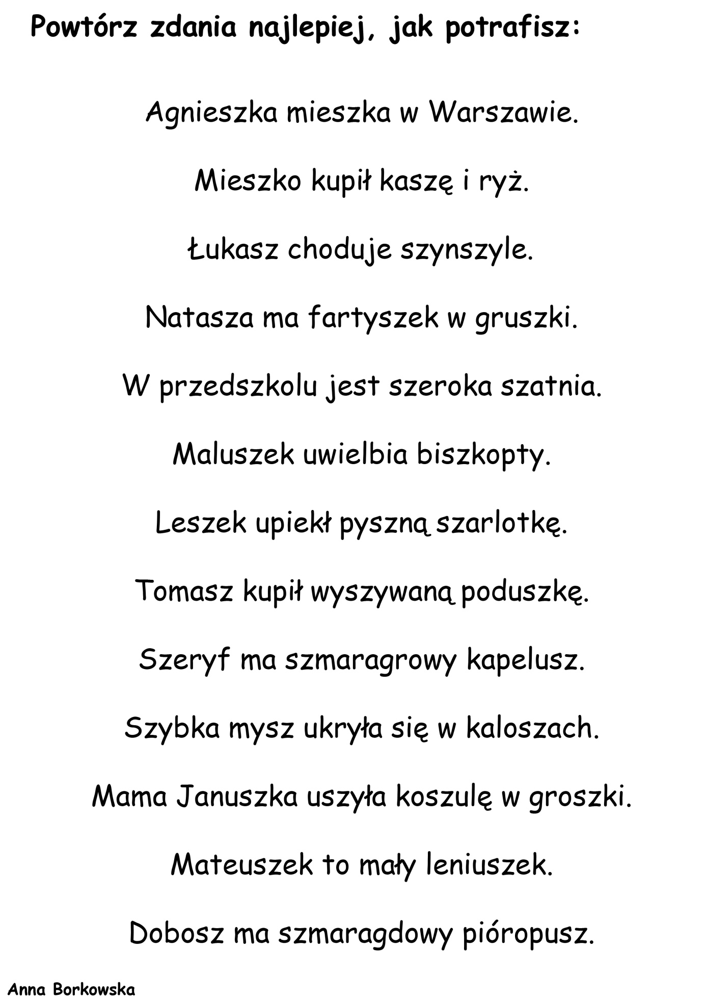 Powtórz zdania najlepiej, jak potrafisz:
Agnieszka mieszka w Warszawie.
Mieszko kupił kaszę i ryż.
Łukasz choduje szynszyle.
Natasza ma fartyszek w gruszki.
W przedszkolu jest szeroka szatnia.
Maluszek uwielbia biszkopty.
Leszek upiekł pyszną szarlotkę.
Tomasz kupił wyszywaną poduszkę.
Szeryf ma szmaragrowy kapelusz.
Szybka mysz ukryła się w kaloszach.
Mama Januszka uszyła koszulę w groszki.
Mateuszek to mały leniuszek.
Dobosz ma szmaragdowy pióropusz.
Anna Borkowska